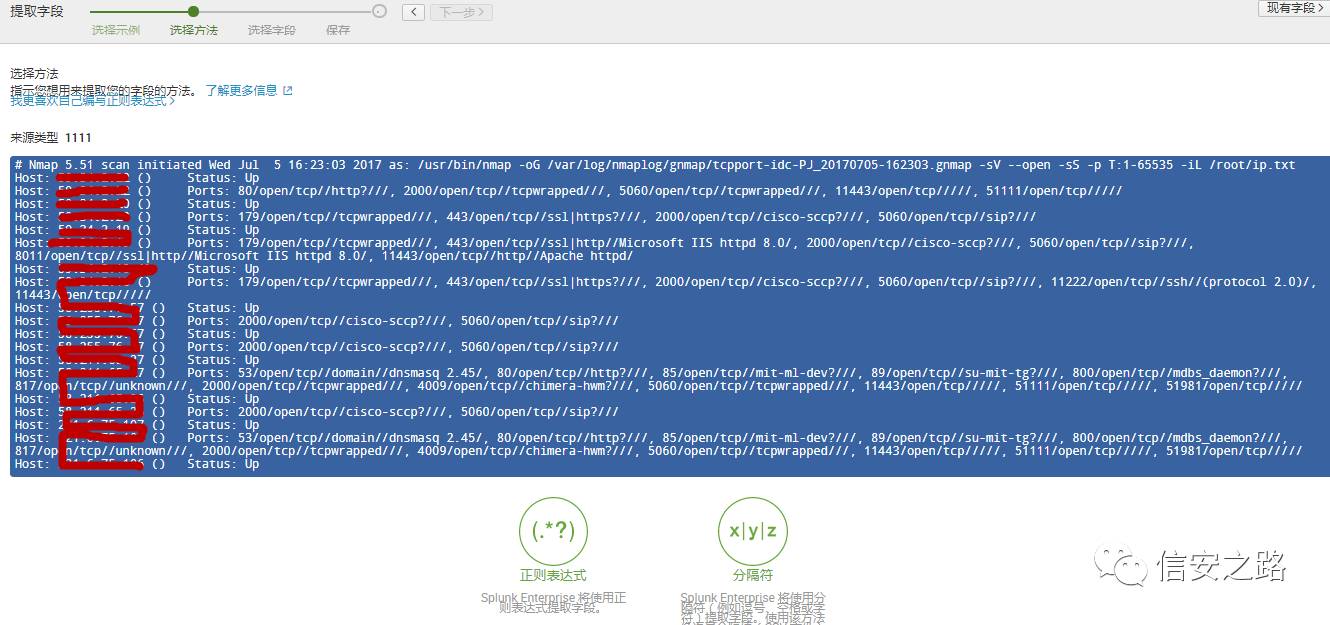 提取字段
下一步 >
现有字段 >
选择示例 选择方法 选择字段 保存
选择方法
指示您想用来提取您的字段的方法。 了解更多信息
我更喜欢自己编写正则表达式 >
来源类型 1111
# Nmap 5.51 scan initiated Wed Jul  5 16:23:03 2017 as: /usr/bin/nmap -oG /var/log/nmaplog/gnmap/tcpport-idc-PJ_20170705-162303.gnmap -sV --open -sS -p T:1-65535 -iL /root/ip.txt
Host: () Status: Up
Host: () Ports: 80/open/tcp//http?///, 2000/open/tcp//tcpwrapped///, 5060/open/tcp//tcpwrapped///, 11443/open/tcp/////, 51111/open/tcp/////
Host: () Status: Up
Host: () Ports: 179/open/tcp//tcpwrapped///, 443/open/tcp//ssl|https?///, 2000/open/tcp//cisco-sccp?///, 5060/open/tcp//sip?///
Host: () Status: Up
Host: () Ports: 179/open/tcp//tcpwrapped///, 443/open/tcp//ssl|http//Microsoft IIS httpd 8.0/, 2000/open/tcp//cisco-sccp?///, 5060/open/tcp//sip?///,
8011/open/tcp//ssl|http//Microsoft IIS httpd 8.0/, 11443/open/tcp//http//Apache httpd/
Host: Status: Up
Host: () Ports: 179/open/tcp//tcpwrapped///, 443/open/tcp//ssl|https?///, 2000/open/tcp//cisco-sccp?///, 5060/open/tcp//sip?///, 11222/open/tcp//ssh//(protocol 2.0)/,
11443/open/tcp/////
Host: () Status: Up
Host: () Ports: 2000/open/tcp//cisco-sccp?///, 5060/open/tcp//sip?///
Host: () Status: Up
Host: () Ports: 2000/open/tcp//cisco-sccp?///, 5060/open/tcp//sip?///
Host: () Status: Up
Host: () Ports: 53/open/tcp//domain//dnsmasq 2.45/, 80/open/tcp//http?///, 85/open/tcp//mit-ml-dev?///, 89/open/tcp//su-mit-tg?///, 800/open/tcp//mdbs_daemon?///,
817/open/tcp//unknown///, 2000/open/tcp//tcpwrapped///, 4009/open/tcp//chimera-hwm?///, 5060/open/tcp//tcpwrapped///, 11443/open/tcp/////, 51111/open/tcp/////, 51981/open/tcp/////
Host: () Status: Up
Host: () Ports: 2000/open/tcp//cisco-sccp?///, 5060/open/tcp//sip?///
Host: () Status: Up
Host: () Ports: 53/open/tcp//domain//dnsmasq 2.45/, 80/open/tcp//http?///, 85/open/tcp//mit-ml-dev?///, 89/open/tcp//su-mit-tg?///, 800/open/tcp//mdbs_daemon?///,
817/open/tcp//unknown///, 2000/open/tcp//tcpwrapped///, 4009/open/tcp//chimera-hwm?///, 5060/open/tcp//tcpwrapped///, 11443/open/tcp/////, 51111/open/tcp/////, 51981/open/tcp/////
Host: () Status: Up
(.*?)
正则表达式
Splunk Enterprise 将使用正
则表达式提取字段。
x|y|z
分隔符
Splunk Enterprise 将使用分
隔符（例如逗号、空格或字
符）提取字段。使用该方法
信安之路